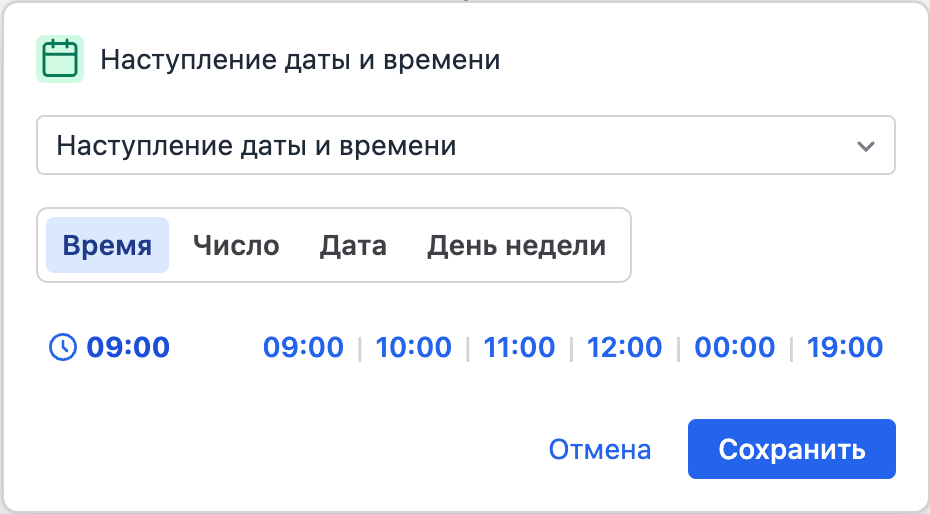 Наступление даты и времени
Наступление даты и времени
Время Число Дата День недели
09:00 09:00 | 10:00 | 11:00 | 12:00 | 00:00 | 19:00
Отмена Сохранить